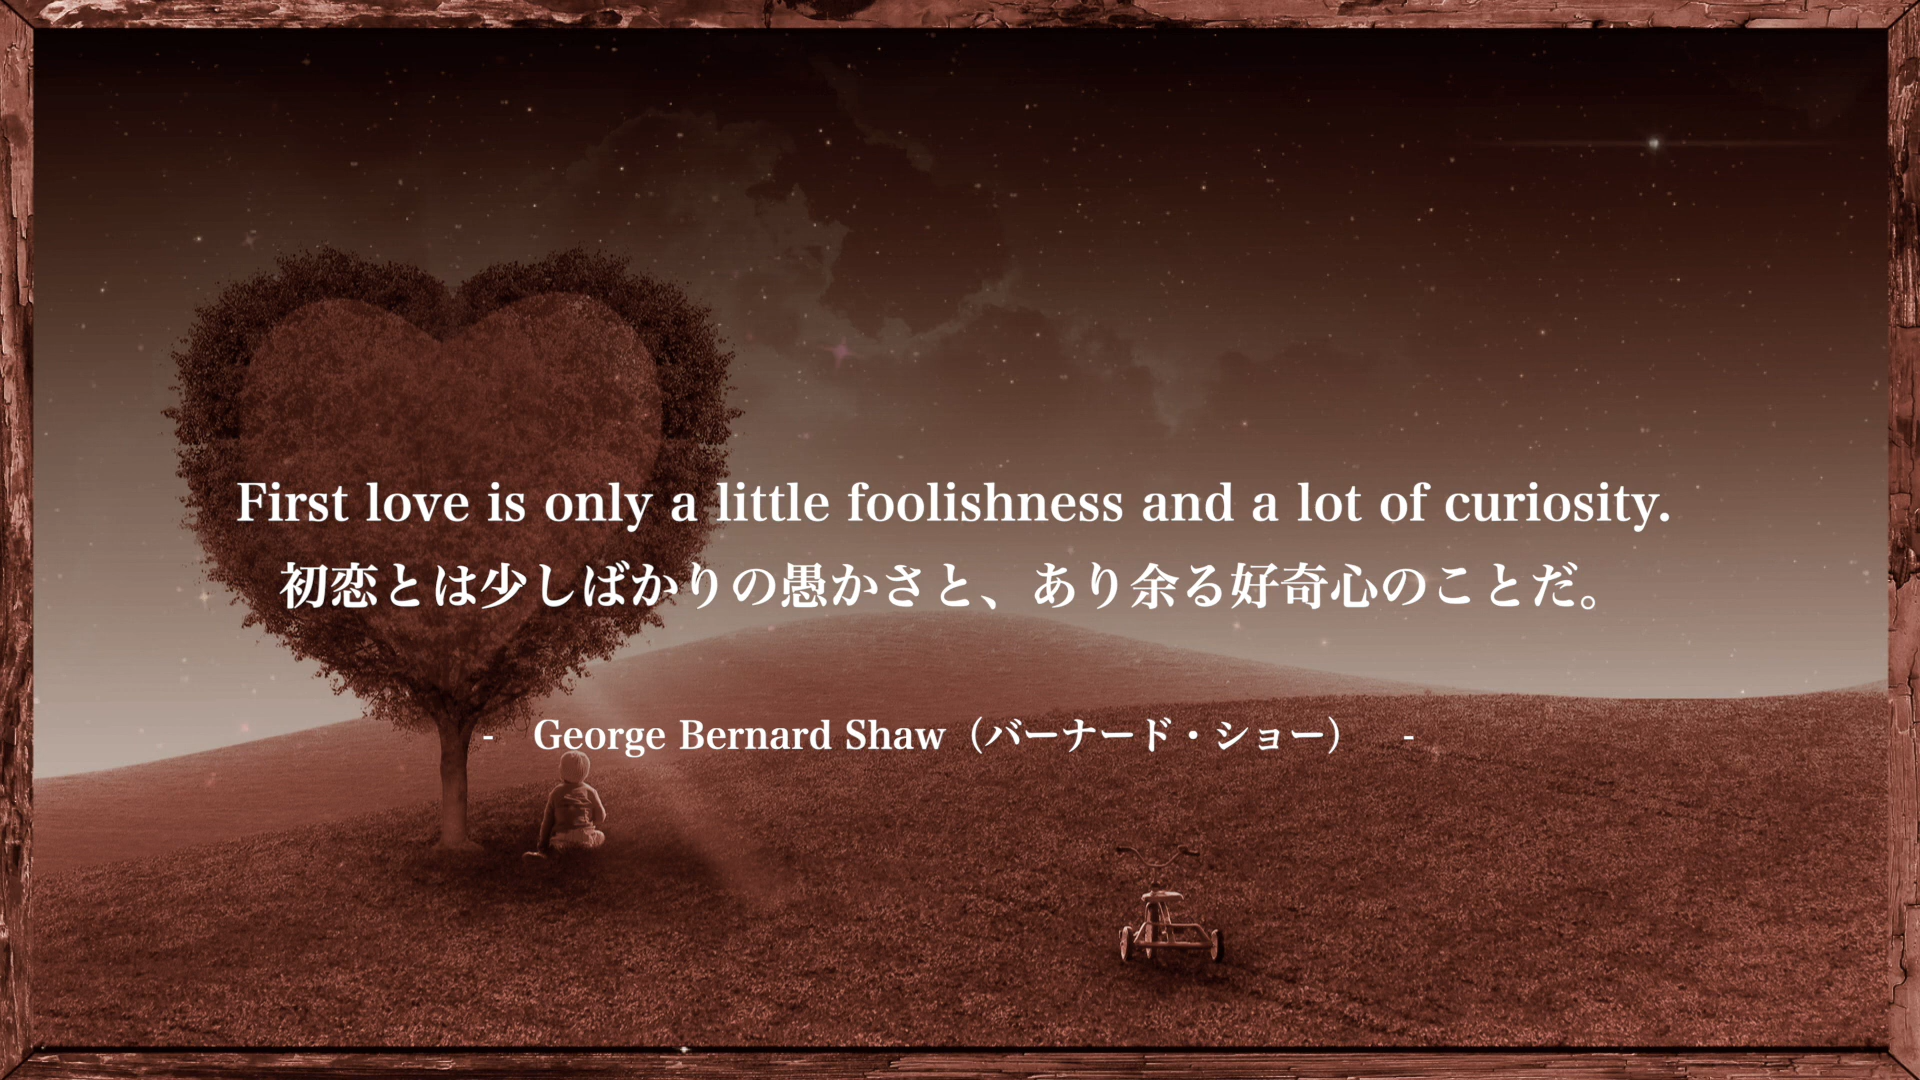 First love is only a little foolishness and a lot of curiosity.
初恋とは少しばかりの愚かさと、あり余る好奇心のことだ。
- George Bernard Shaw（バーナード・ショー） -